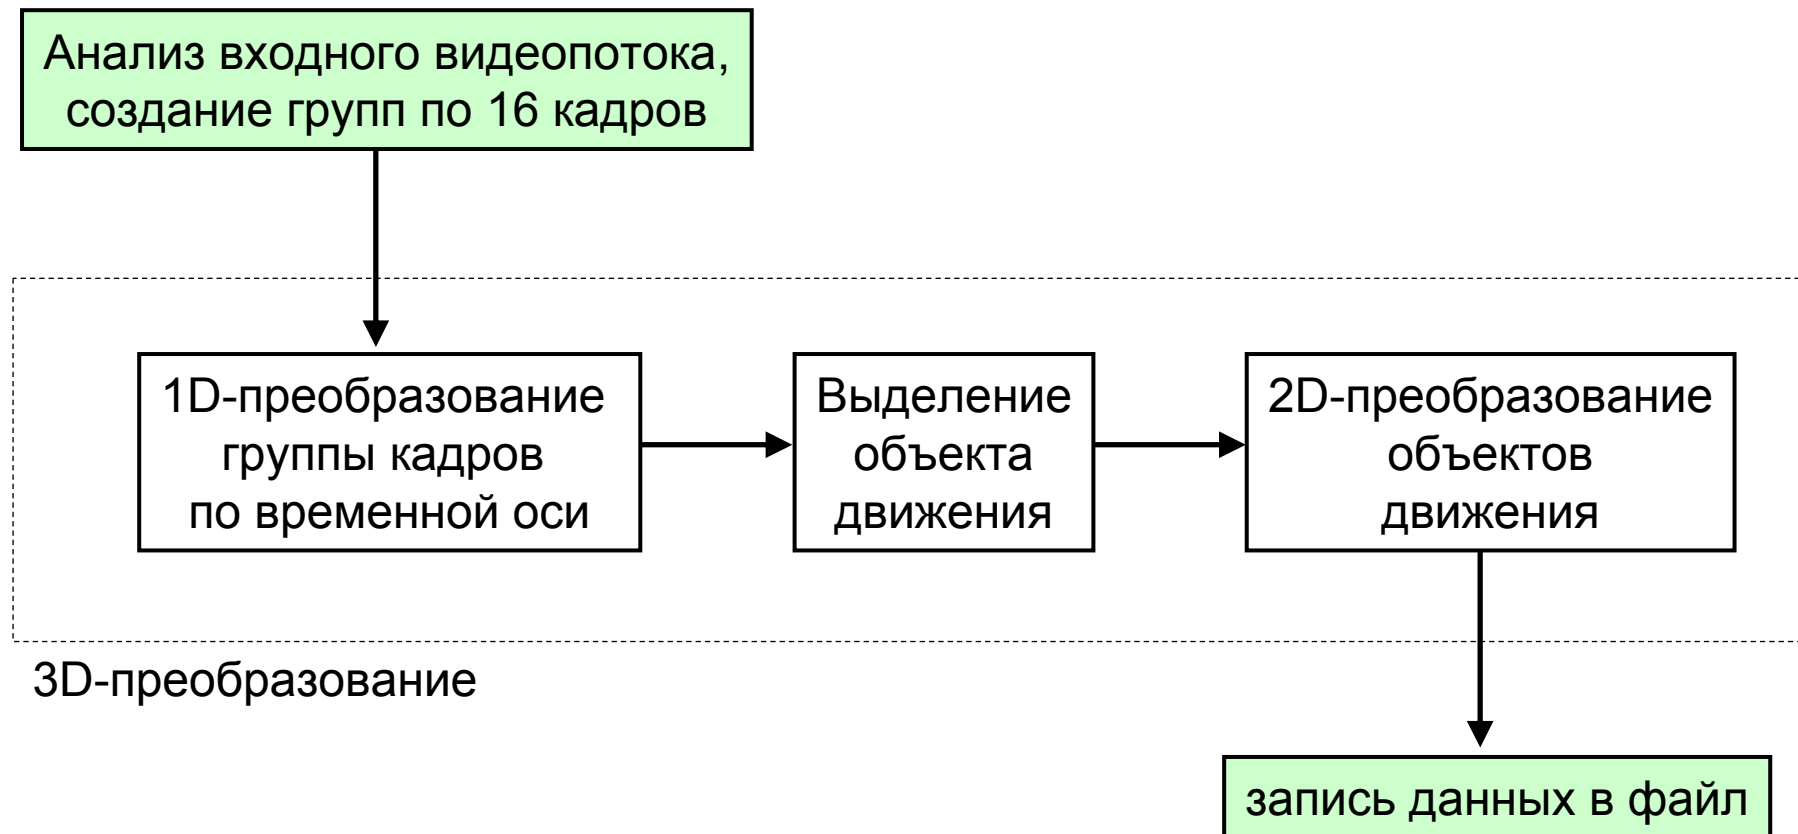 Анализ входного видеопотока,
создание групп по 16 кадров
1D-преобразование
группы кадров
по временной оси
Выделение
объекта
движения
2D-преобразование
объектов
движения
3D-преобразование
запись данных в файл